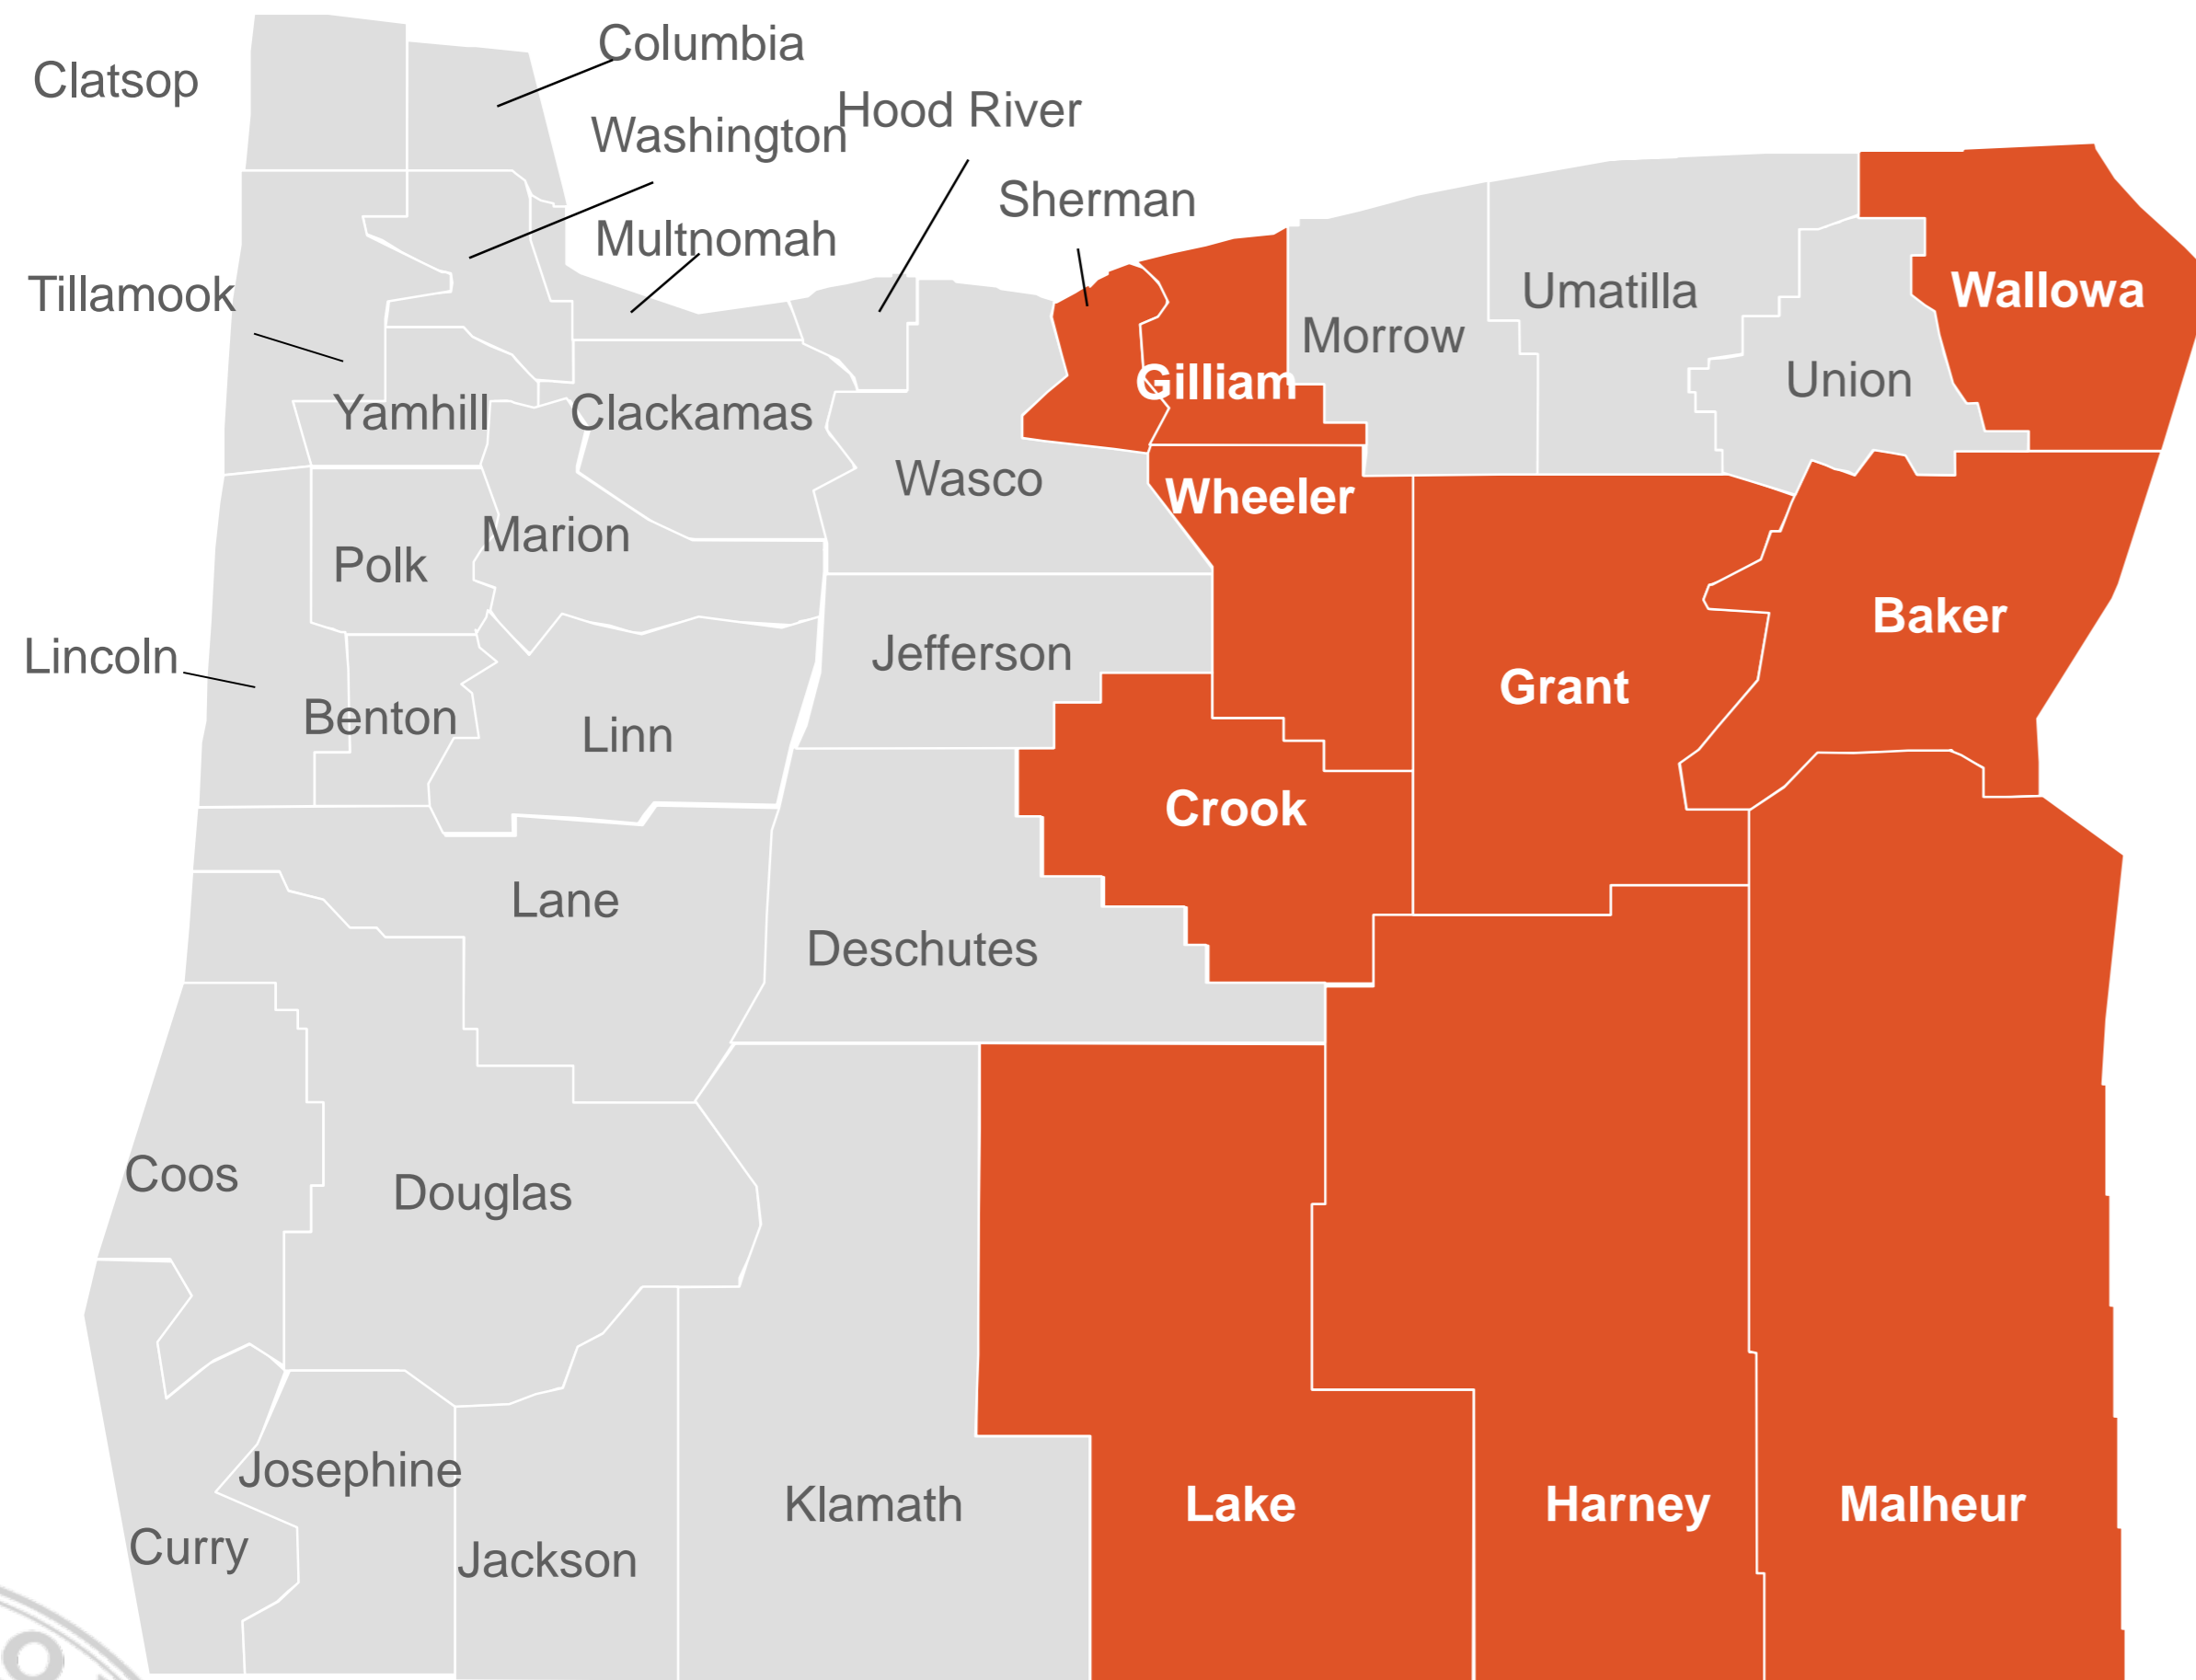 Columbia
Clatsop
Hood River
Washington
Sherman
Multnomah
Tillamook
Umatilla
Wallowa
Morrow
Gilliam
Union
Yamhill
Clackamas
Wasco
Wheeler
Marion
Polk
Baker
Jefferson
Lincoln
Grant
Benton
Linn
Crook
Lane
Deschutes
Coos
Douglas
Josephine
Klamath
Lake
Harney
Malheur
Curry
Jackson